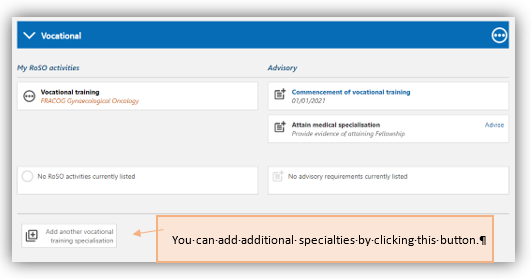 Vocational
My RoSO activities
Advisory
Vocational training
FRACOG Gynaecological Oncology
Commencement of vocational training
01/01/2021
Attain medical specialisation
Advise
Provide evidence of attaining Fellowship
No RoSO activities currently listed
No advisory requirements currently listed
Add another vocational
training specialisation
You·can·add·additional·specialties·by·clicking·this·button.¶